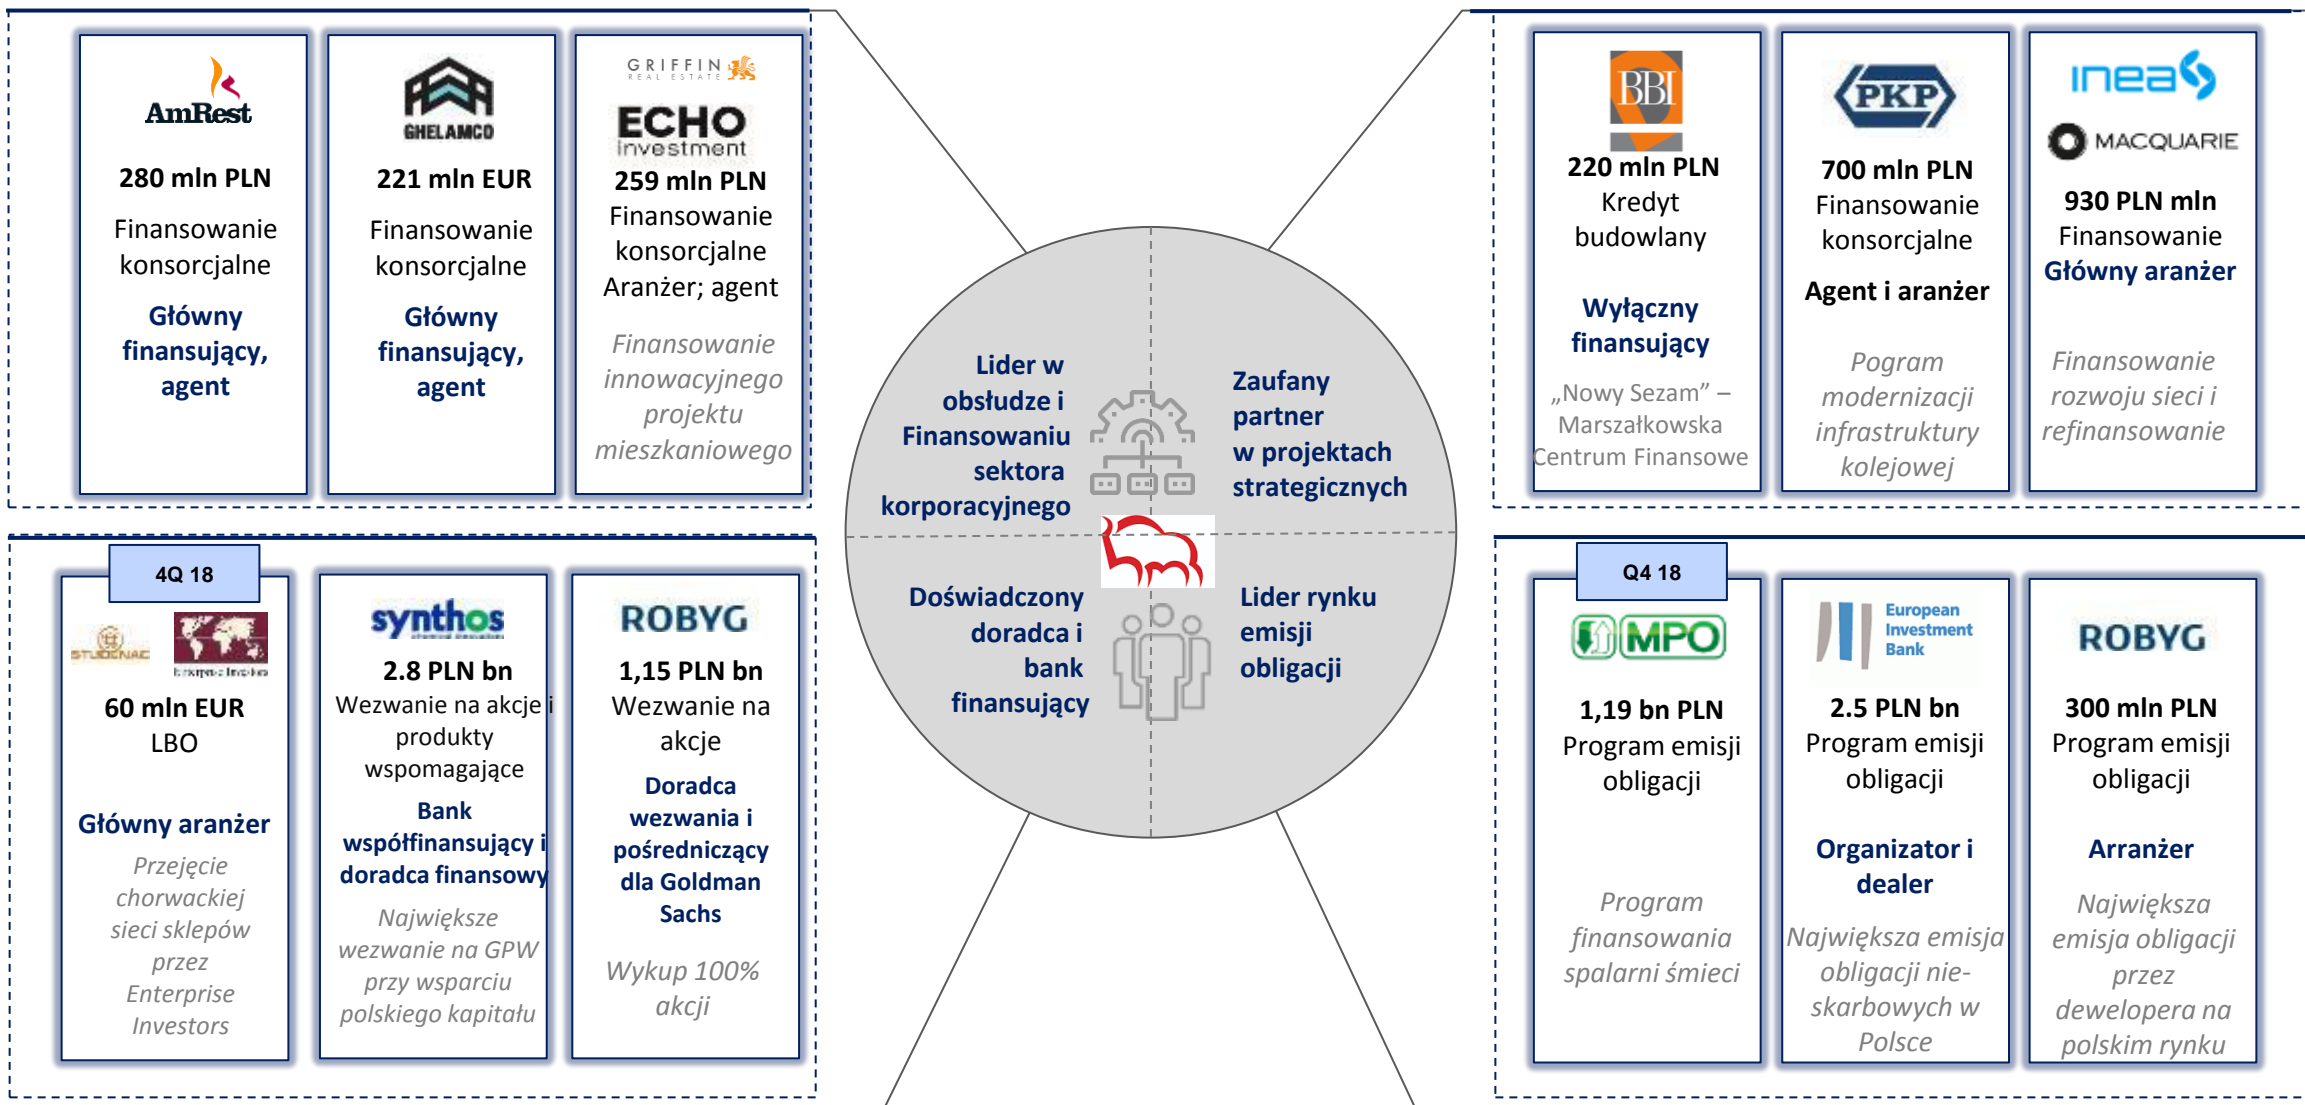 AmRest
280 mln PLN
Finansowanie
konsorcjalne
Główny
finansujący,
agent
GHELAMCO
221 mln EUR
Finansowanie
konsorcjalne
Główny
finansujący,
agent
GRIFFIN
REAL ESTATE
ECHO
investment
259 mln PLN
Finansowanie
konsorcjalne
Aranżer; agent
Finansowanie
innowacyjnego
projektu
mieszkaniowego
BBI
220 mln PLN
Kredyt
budowlany
Wyłączny
finansujący
„Nowy Sezam” –
Marszałkowska
Centrum Finansowe
PKP
700 mln PLN
Finansowanie
konsorcjalne
Agent i aranżer
Pogram
modernizacji
infrastruktury
kolejowej
inea
MACQUARIE
930 PLN mln
Finansowanie
Główny aranżer
Finansowanie
rozwoju sieci i
refinansowanie
Lider w
obsłudze i
Finansowaniu
sektora
korporacyjnego
Zaufany
partner
w projektach
strategicznych
Doświadczony
doradca i
bank
finansujący
Lider rynku
emisji
obligacji
4Q 18
STUDENAC
Enterprise Investors
60 mln EUR
LBO
Główny aranżer
Przejęcie
chorwackiej
sieci sklepów
przez
Enterprise
Investors
synthos
chemical innovations
2.8 PLN bn
Wezwanie na akcje i
produkty
wspomagające
Bank
współfinansujący i
doradca finansowy
Największe
wezwanie na GPW
przy wsparciu
polskiego kapitału
ROBYG
1,15 PLN bn
Wezwanie na
akcje
Doradca
wezwania i
pośredniczący
dla Goldman
Sachs
Wykup 100%
akcji
Q4 18
MPO
1,19 bn PLN
Program emisji
obligacji
Program
finansowania
spalarni śmieci
European
Investment
Bank
2.5 PLN bn
Program emisji
obligacji
Organizator i
dealer
Największa emisja
obligacji nie-
skarbowych w
Polsce
ROBYG
300 mln PLN
Program emisji
obligacji
Arranżer
Największa
emisja obligacji
przez
dewelopera na
polskim rynku